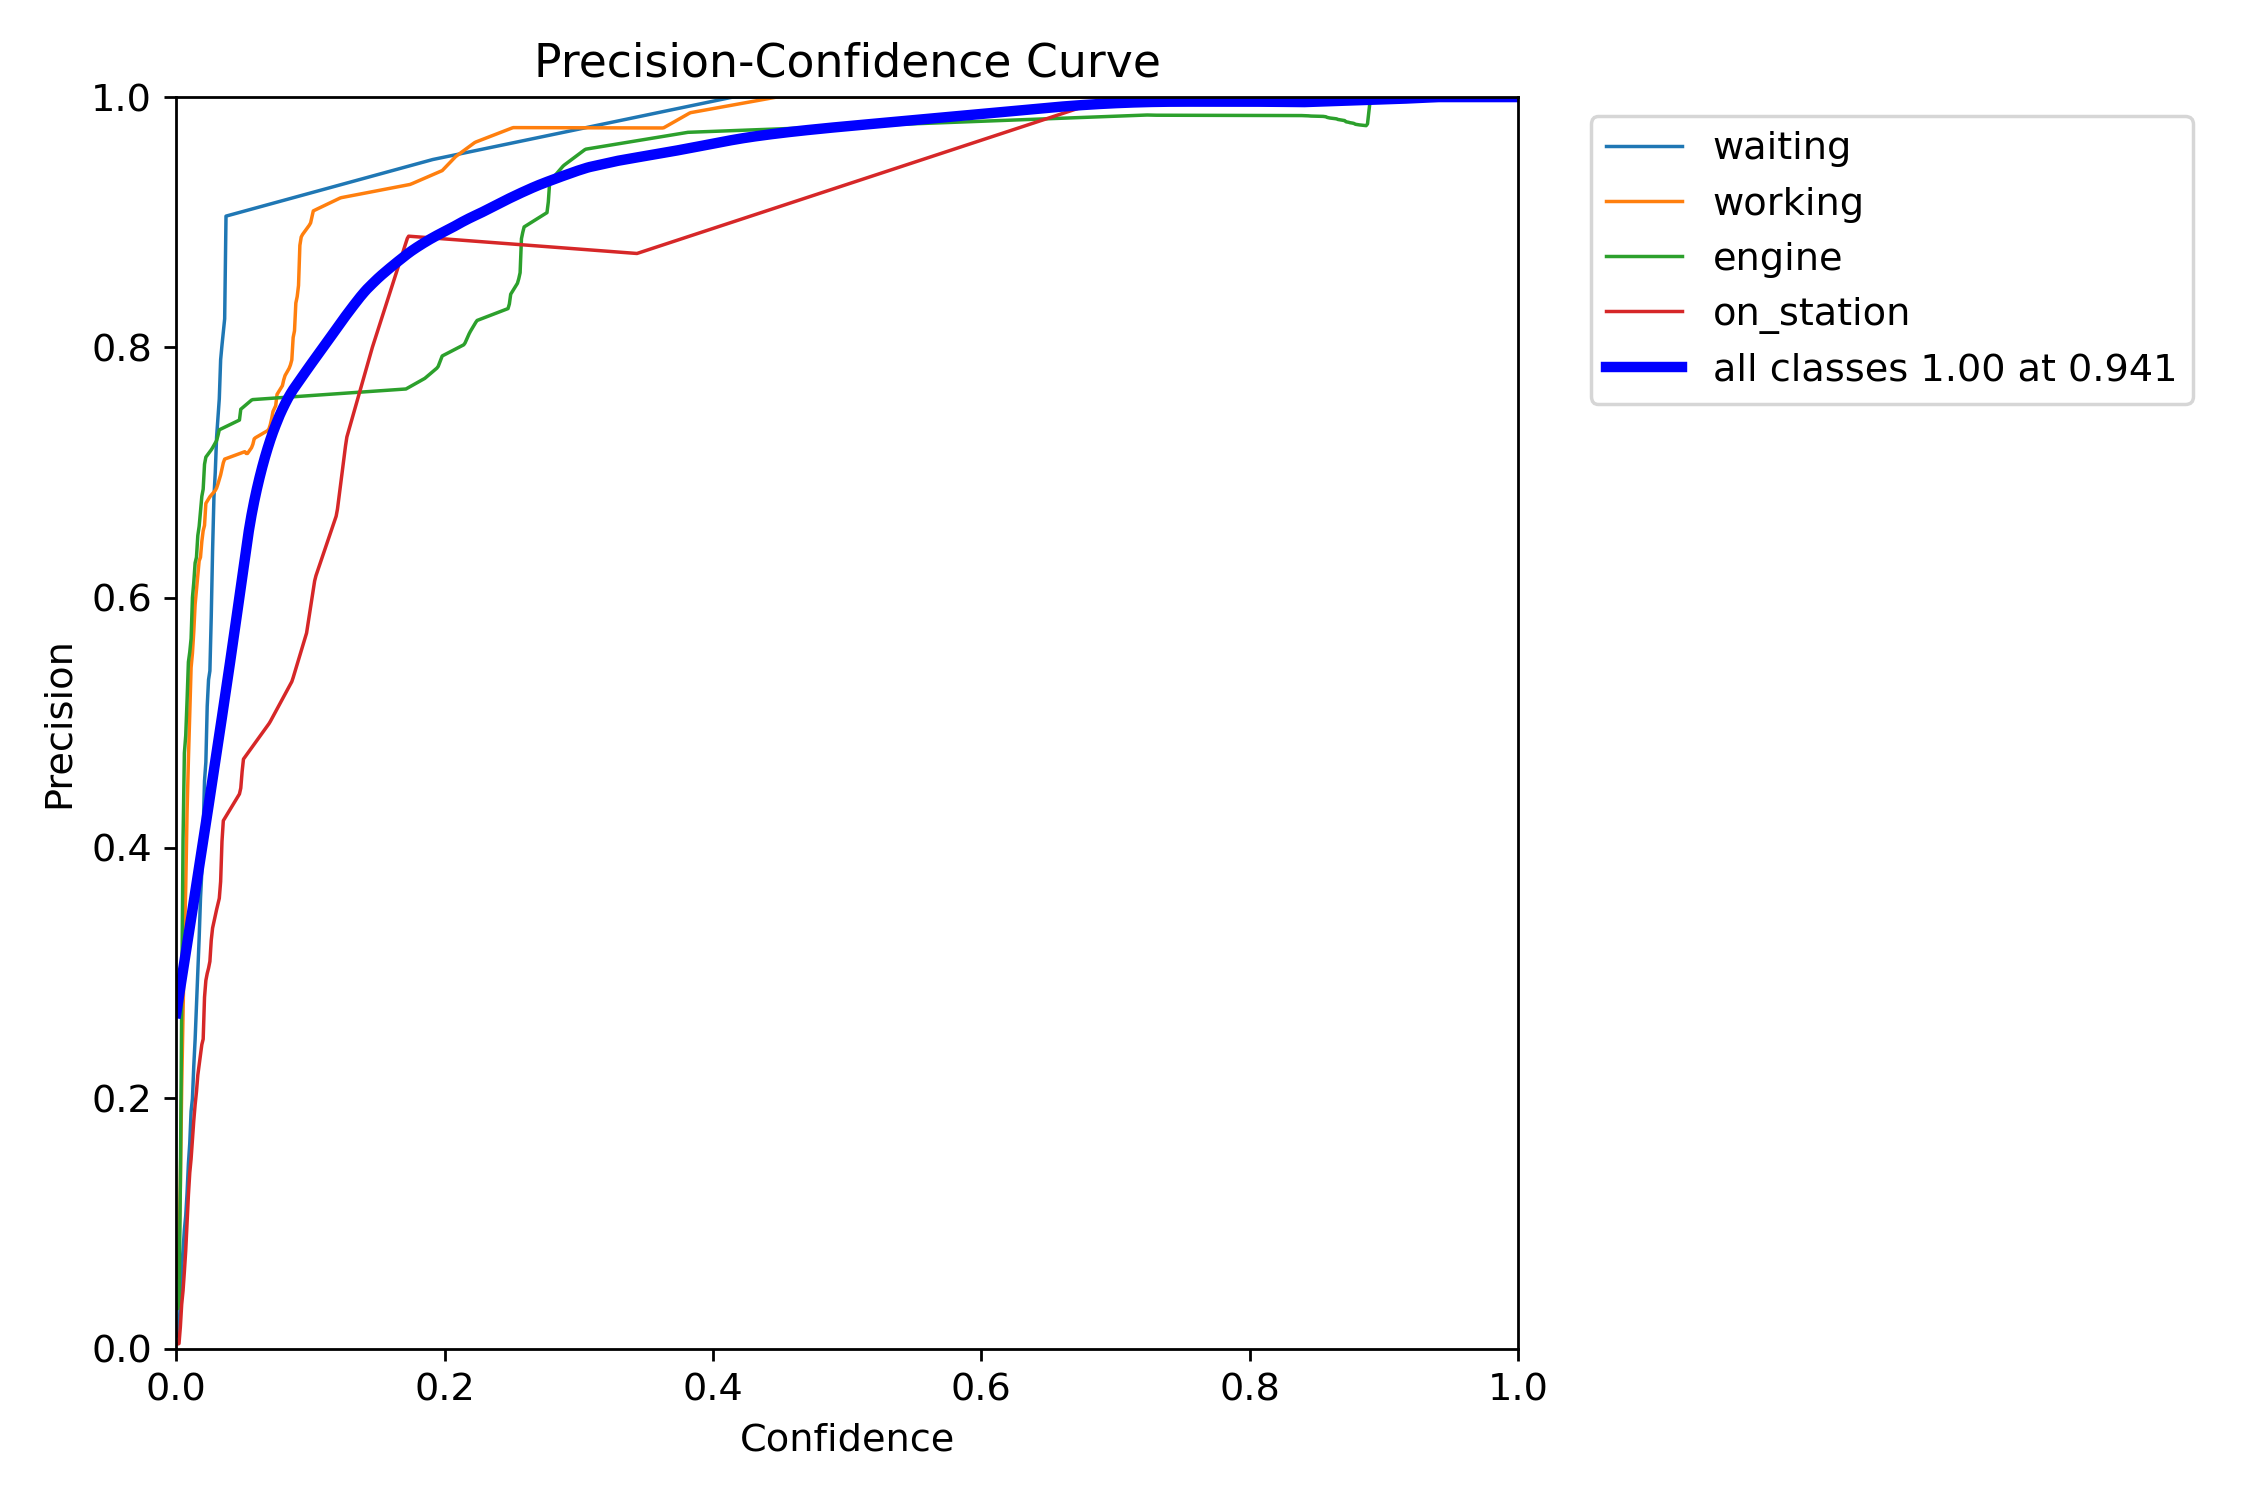 Precision-Confidence Curve
1.0
0.8
0.6
0.4
0.2
0.0
Precision
0.0 0.2 0.4 0.6 0.8 1.0
Confidence
waiting
working
engine
on_station
all classes 1.00 at 0.941